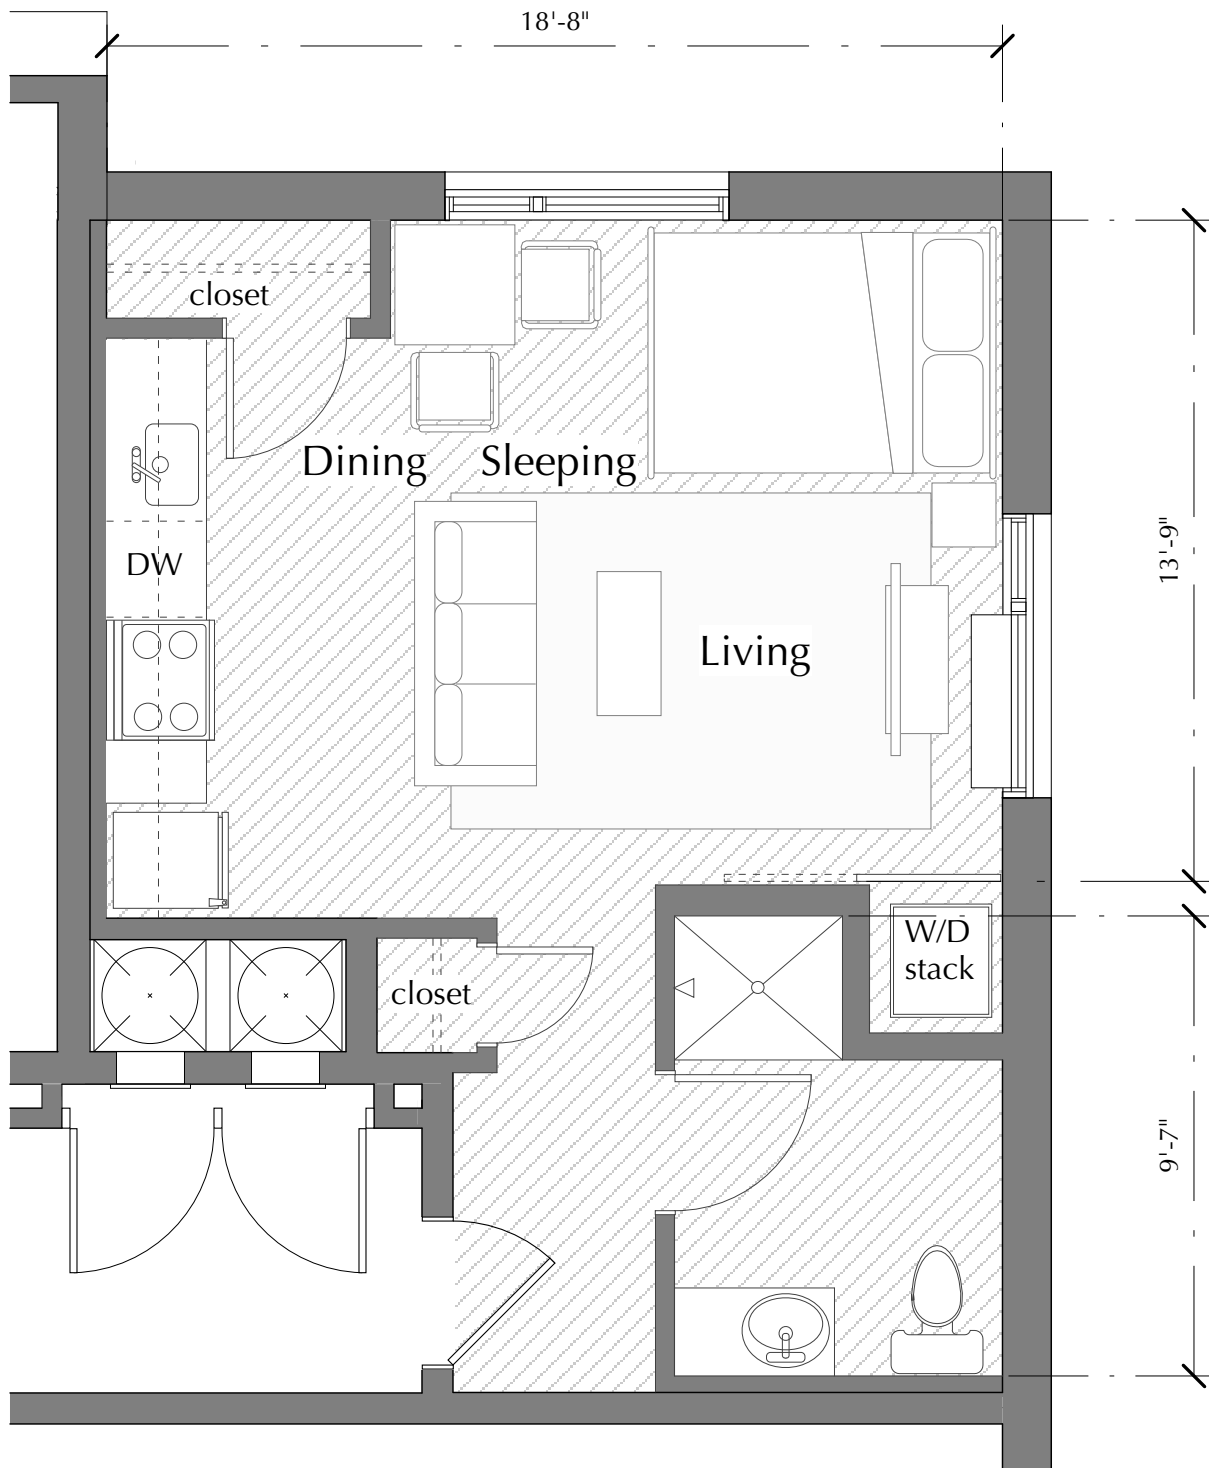 18'-8"
closet
Dining
Sleeping
DW
13'-9"
Living
W/D
stack
closet
9'-7"